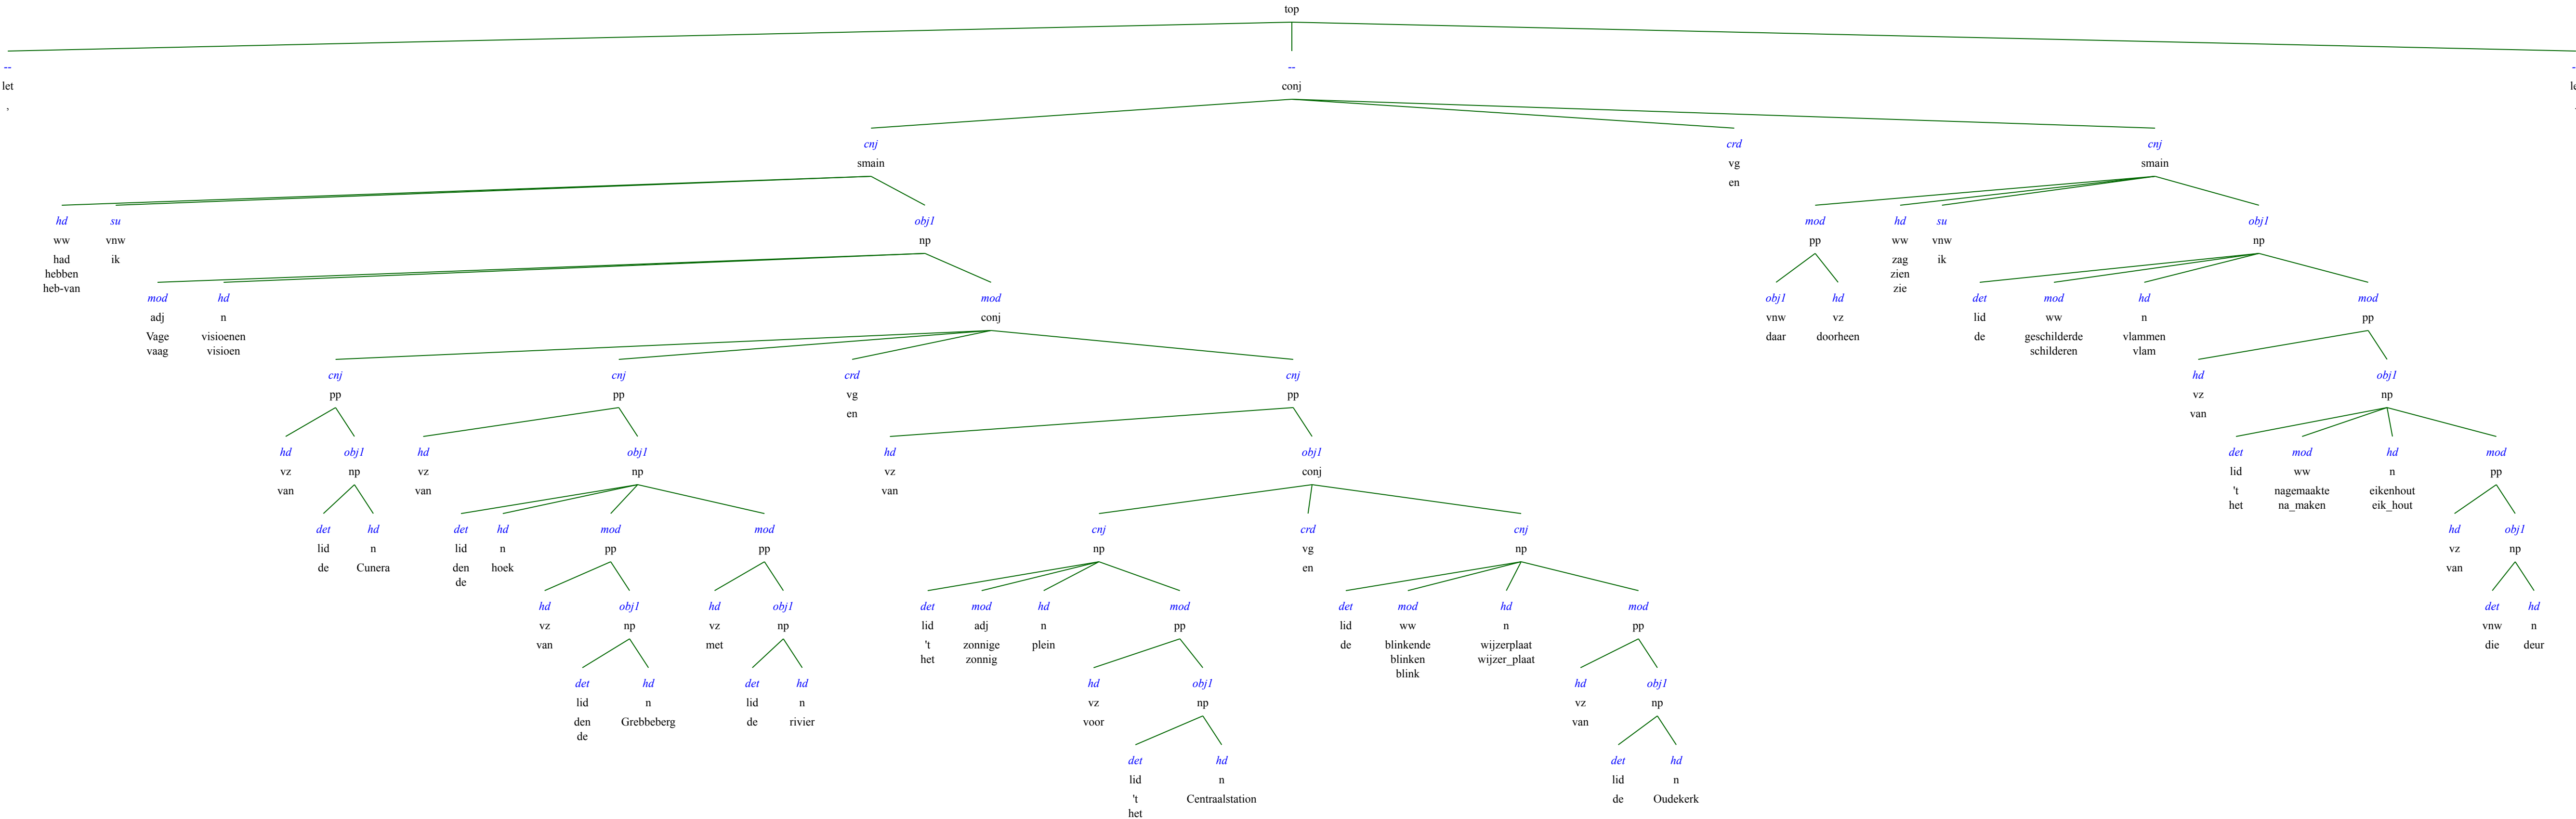 top
-- -- -
let conj le
,
cnj crd cnj
smain vg smain
en
hd su obj1 mod hd su obj1
ww vnw np pp ww vnw np
had ik zag ik
hebben zien
heb-van zie
mod hd mod obj1 hd det mod hd mod
adj n conj vnw vz lid ww n pp
Vage visioenen daar doorheen de geschilderde vlammen
vaag visioen schilderen vlam
cnj cnj crd cnj hd obj1
pp pp vg pp vz np
en van
hd obj1 hd obj1 hd obj1 det mod hd mod
vz np vz np vz conj lid ww n pp
van van van 't nagemaakte eikenhout
het na_maken eik_hout
det hd det hd mod mod cnj crd cnj hd obj1
lid n lid n pp pp np vg np vz np
de Cunera den hoek en van
de
hd obj1 hd obj1 det mod hd mod det mod hd mod det hd
vz np vz np lid adj n pp lid ww n pp vnw n
van met 't zonnige plein de blinkende wijzerplaat die deur
het zonnig blinken wijzer_plaat
blink
det hd det hd hd obj1 hd obj1
lid n lid n vz np vz np
den Grebbeberg de rivier voor van
de
det hd det hd
lid n lid n
't Centraalstation de Oudekerk
het